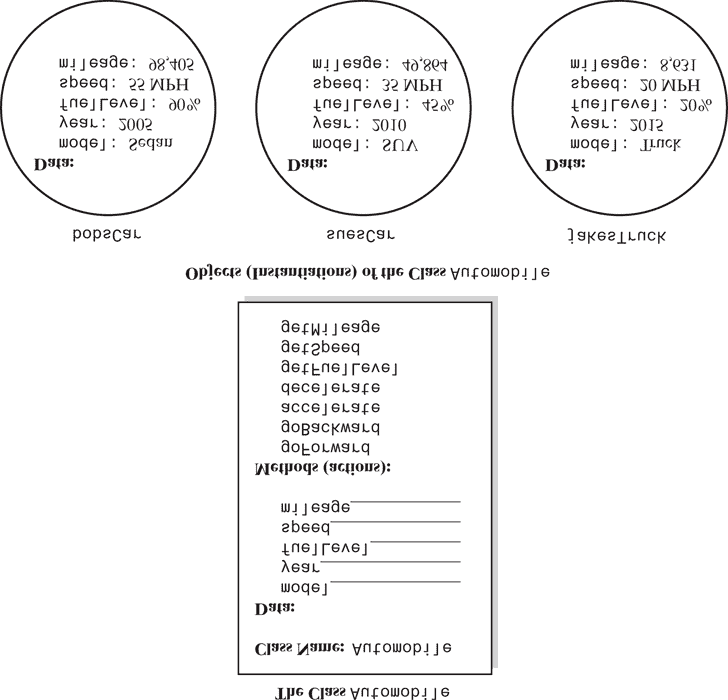 The Class Automobile
Class Name: Automobile
Data:
model
year
fuelLevel
speed
mileage
Methods (actions):
goForward
goBackward
accelerate
decelerate
getFuelLevel
getSpeed
getMileage
Objects (Instantiations) of the Class Automobile
bobsCar
Data:
model: Sedan
year: 2005
fuelLevel: 90%
speed: 55 MPH
mileage: 98,405
suesCar
Data:
model: SUV
year: 2010
fuelLevel: 45%
speed: 35 MPH
mileage: 49,864
jakesTruck
Data:
model: Truck
year: 2015
fuelLevel: 20%
speed: 20 MPH
mileage: 8,631